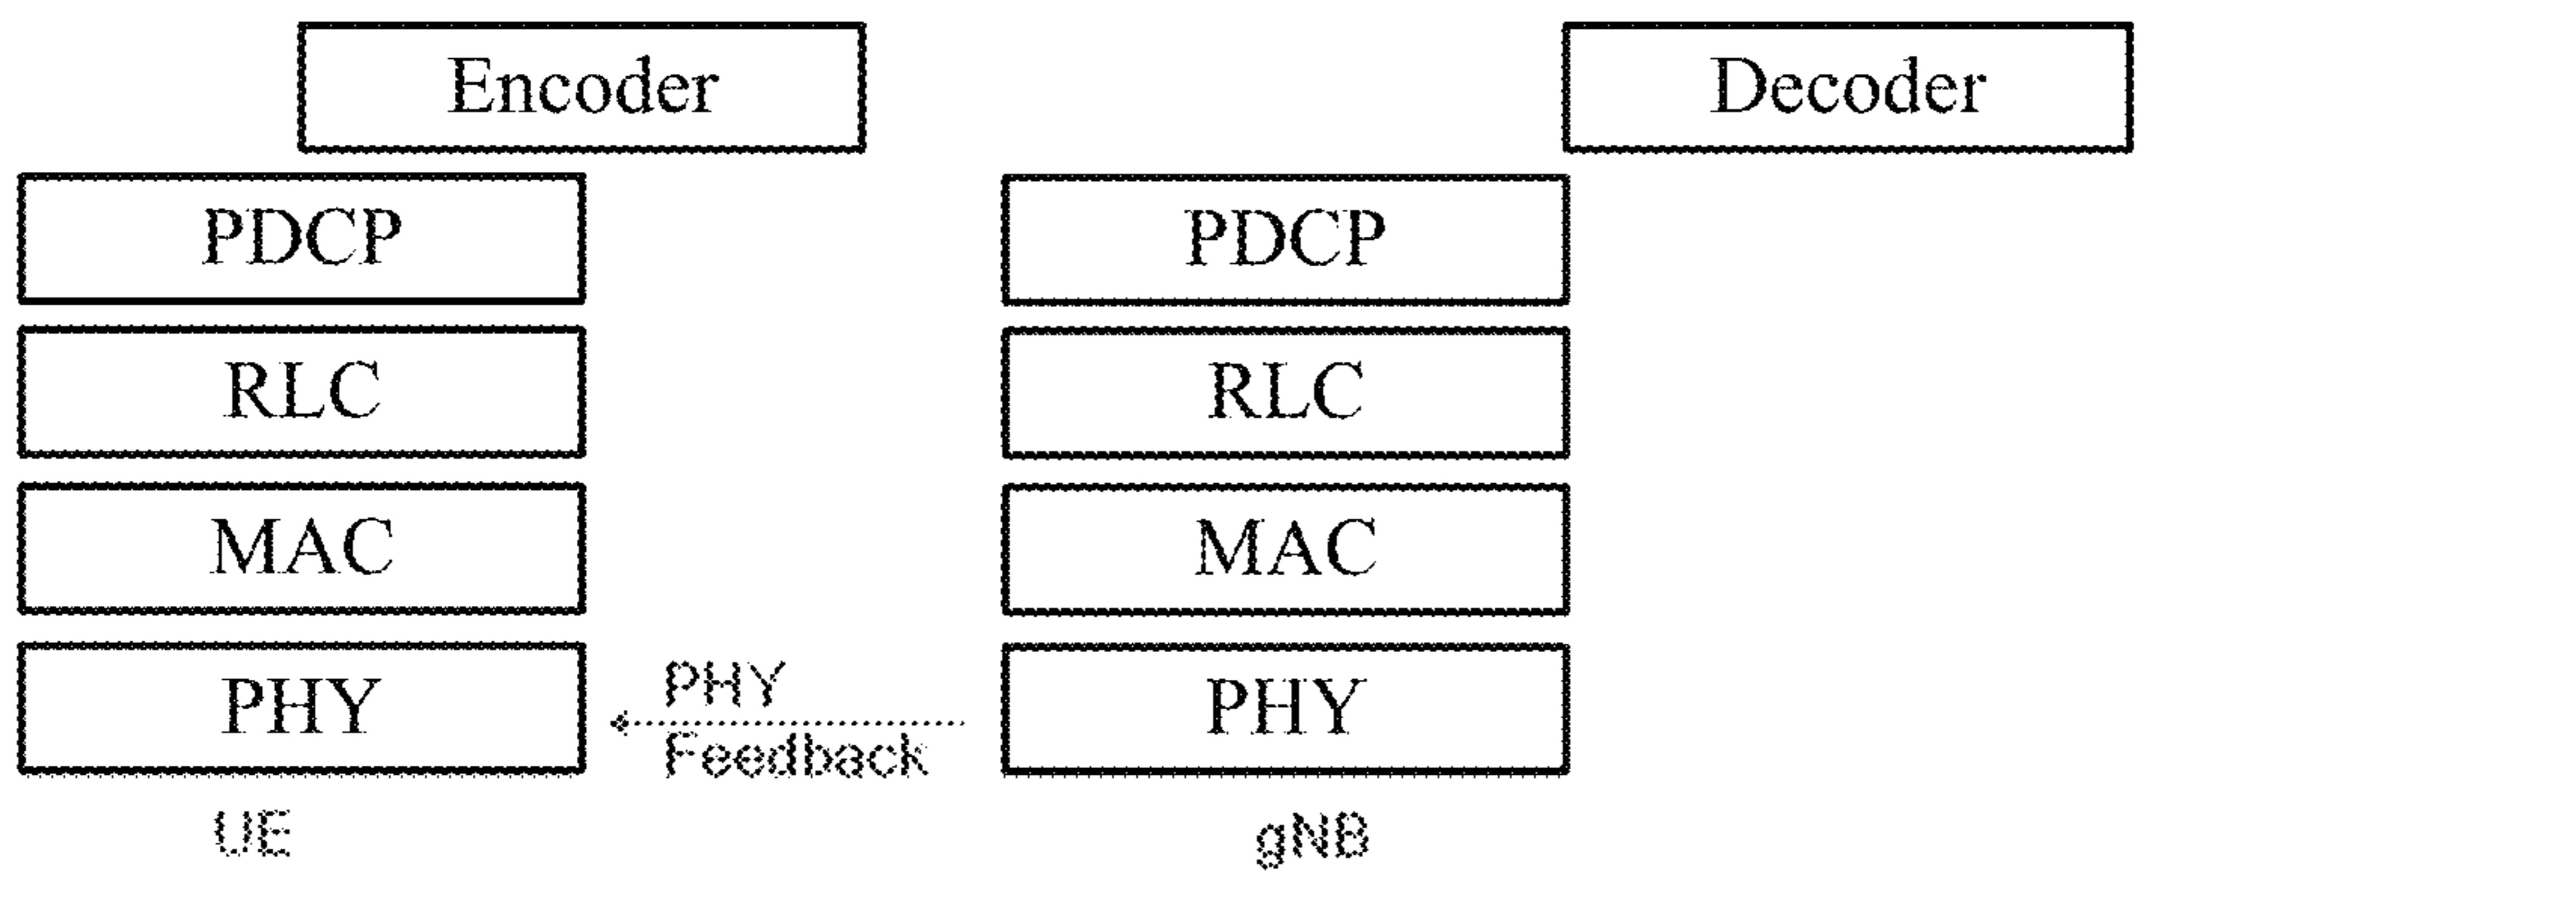 Encoder
Decoder
PDCP
PDCP
RLC
RLC
MAC
MAC
PHY
PHY
Feedback
PHY
UE
gNB